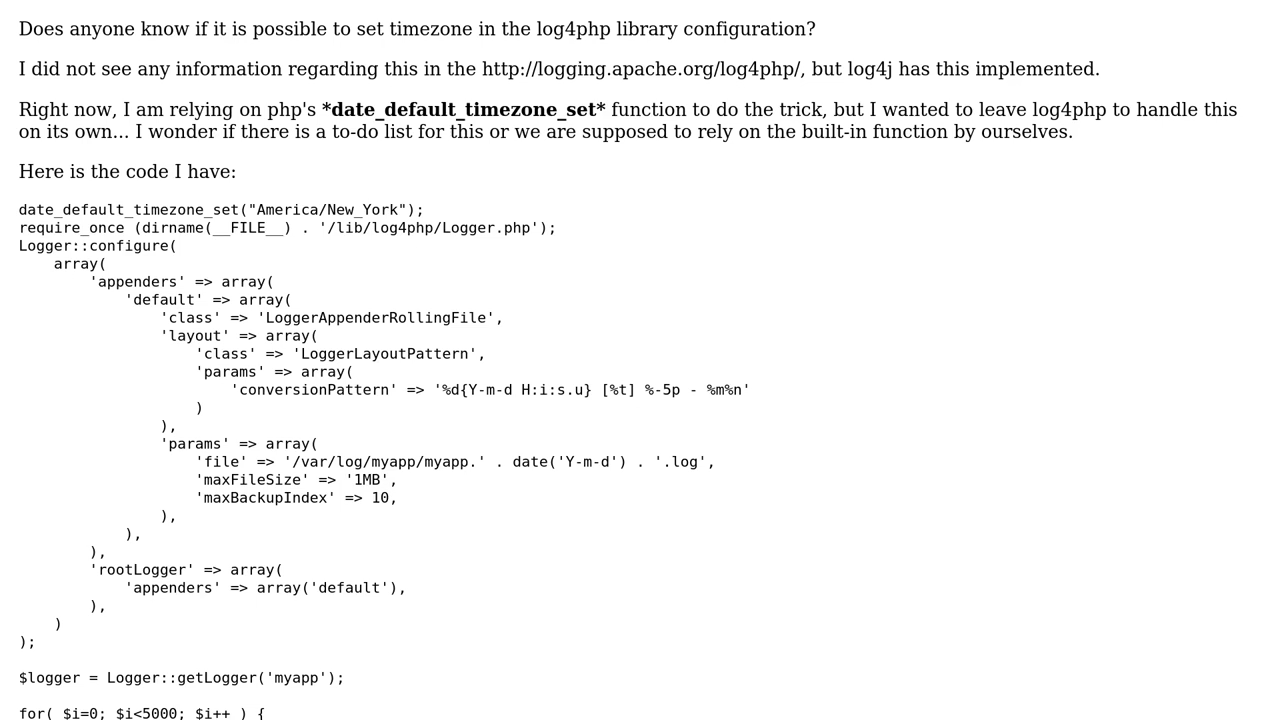 Does anyone know if it is possible to set timezone in the log4php library configuration?
I did not see any information regarding this in the http://logging.apache.org/log4php/, but log4j has this implemented.
Right now, I am relying on php's *date_default_timezone_set* function to do the trick, but I wanted to leave log4php to handle this
on its own... I wonder if there is a to-do list for this or we are supposed to rely on the built-in function by ourselves.
Here is the code I have:
date_default_timezone_set("America/New_York");
require_once (dirname(__FILE__) . '/lib/log4php/Logger.php');
Logger::configure(
    array(
        'appenders' => array(
            'default' => array(
                'class' => 'LoggerAppenderRollingFile',
                'layout' => array(
                    'class' => 'LoggerLayoutPattern',
                    'params' => array(
                        'conversionPattern' => '%d{Y-m-d H:i:s.u} [%t] %-5p - %m%n'
                    )
                ),
                'params' => array(
                    'file' => '/var/log/myapp/myapp.' . date('Y-m-d') . '.log',
                    'maxFileSize' => '1MB',
                    'maxBackupIndex' => 10,
                ),
            ),
        ),
        'rootLogger' => array(
            'appenders' => array('default'),
        ),
    )
);
$logger = Logger::getLogger('myapp');
for( $i=0; $i<5000; $i++ ) {